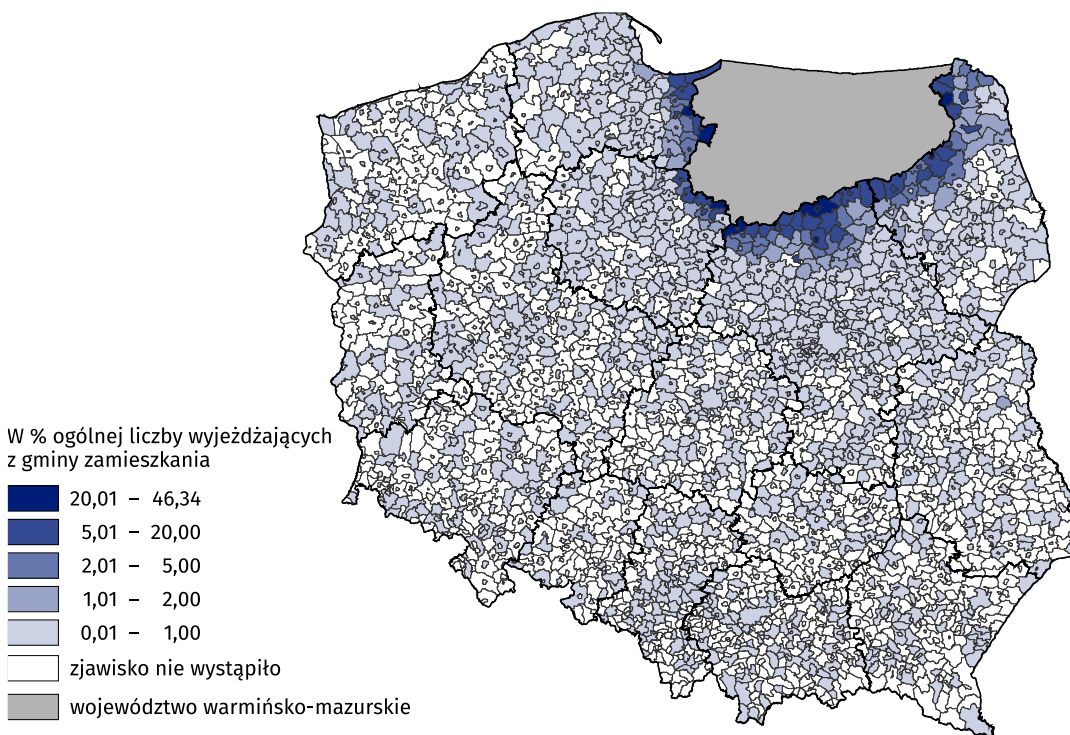 W % ogólnej liczby wyjeżdżających
z gminy zamieszkania
20,01 – 46,34
5,01 – 20,00
2,01 – 5,00
1,01 – 2,00
0,01 – 1,00
zjawisko nie wystąpiło
województwo warmińsko-mazurskie